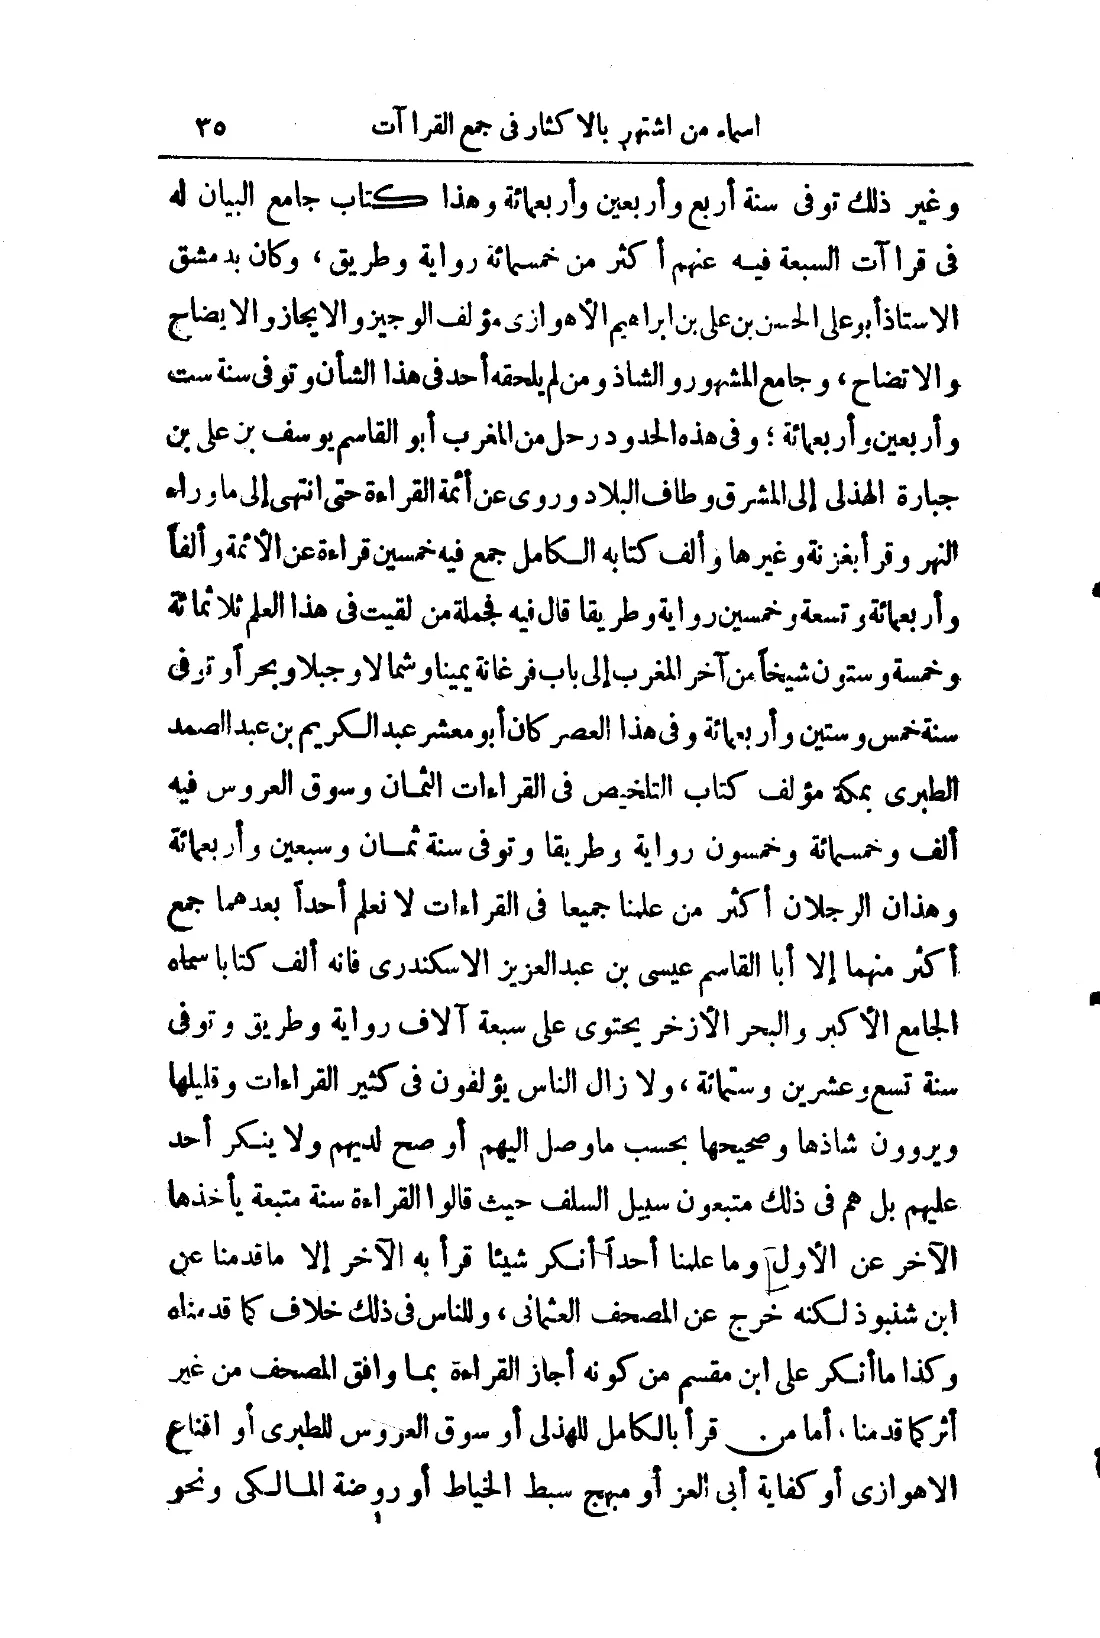 اسماء من اشتهر بالاكثار فى جمع القراآت ٣٥
وغير ذلك توفى سنة أربع وأربعين وأربعمائة وهذا كتاب جامع البيان له
فى قراآت السبعة فيه عنهم أكثر من خمسمائة رواية وطريق، وكان بدمشق
الاستاذ أبو على الحسن بن على بن ابراهيم الأهوازى مؤلف الوجيز والايجاز والايضاح
والاتضاح، وجامع المشهور والشاذ ومن لم يلحقه أحد فى هذا الشأن وتوفى سنة ست
وأربعين وأربعمائة؛ وفى هذه الحدود رحل من المغرب أبو القاسم يوسف بن على بن
جبارة الهذلى إلى المشرق وطاف البلاد وروى عن أئمة القراءة حتى انتهى إلى ما وراء
النهر وقرأ بغزنة وغيرها وألف كتابه الكامل جمع فيه خمسين قراءة عن الأئمة وألفاً
وأربعمائة وتسعة وخمسين رواية وطريقا قال فيه فجملة من لقيت فى هذا العلم ثلاثمائة
وخمسة وستون شيخاً من آخر المغرب إلى باب فرغانة يمينا وشمالا وجبلا وبحرا وتوفى
سنة خمس وستين وأربعمائة وفى هذا العصر كان أبو معشر عبد الكريم بن عبد الصمد
الطبرى بمكة مؤلف كتاب التلخيص فى القراءات الثمان وسوق العروس فيه
ألف وخمسمائة وخمسون رواية وطريقا وتوفى سنة ثمان وسبعين وأربعمائة
وهذان الرجلان أكثر من علمنا جميعا فى القراءات لا نعلم أحداً بعدهما جمع
أكثر منهما إلا أبا القاسم عيسى بن عبد العزيز الاسكندرى فانه ألف كتابا سماه
الجامع الأكبر والبحر الأزخر يحتوى على سبعة آلاف رواية وطريق وتوفى
سنة تسع وعشرين وستمائة، ولا زال الناس يؤلفون فى كثير القراءات وقليلها
ويروون شاذها وصحيحها بحسب ما وصل اليهم أو صح لديهم ولا ينكر أحد
عليهم بل هم فى ذلك متبعون سبيل السلف حيث قالوا القراءة سنة متبعة يأخذها
الآخر عن الأول وما علمنا أحداً أنكر شيئا قرأ به الآخر إلا ما قدمنا عن
ابن شنبوذ لكنه خرج عن المصحف العثمانى، وللناس فى ذلك خلاف كما قدمناه
وكذا ما أنكر على ابن مقسم من كونه أجاز القراءة بما وافق المصحف من غير
أثر كما قدمنا، أما من قرأ بالكامل للهذلى أو سوق العروس للطبرى أو اقناع
الاهوازى أو كفاية أبى العز أو مبهج سبط الخياط أو روضة المالكى ونحو